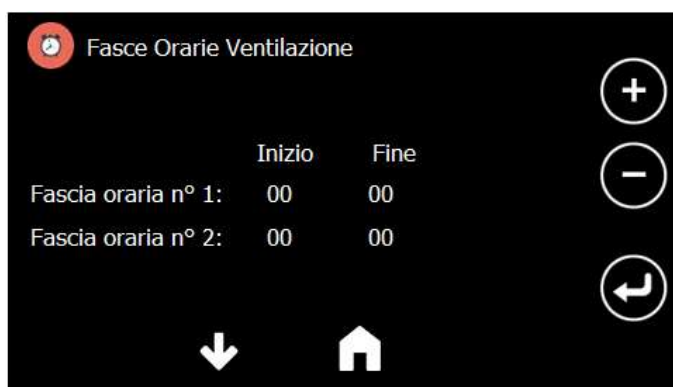 Fasce Orarie Ventilazione
Inizio Fine
Fascia oraria n° 1: 00 00
Fascia oraria n° 2: 00 00